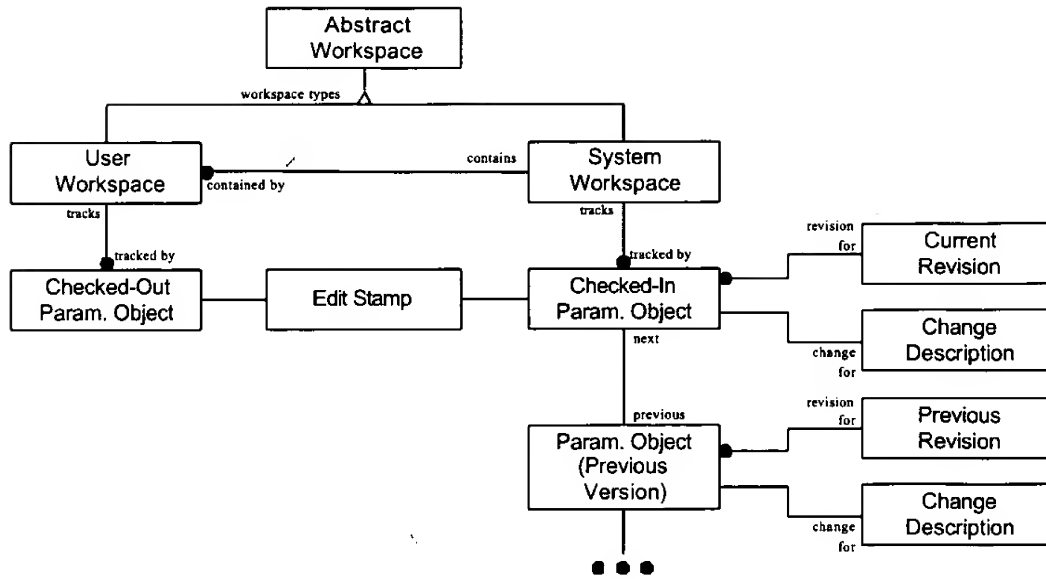 Abstract
Workspace
workspace types
User
Workspace
contained by
contains
System
Workspace
tracks
tracked by
tracks
tracked by
Checked-Out
Param. Object
Edit Stamp
Checked-In
Param. Object
revision
for
Current
Revision
change
for
Change
Description
next
previous
Param. Object
(Previous
Version)
revision
for
Previous
Revision
change
for
Change
Description